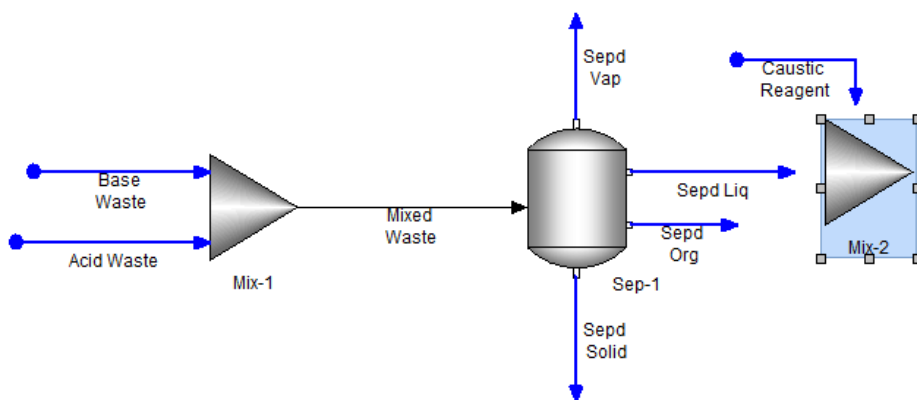 Sepd
Vap
Caustic
Reagent
Base
Waste
Acid Waste
Mix-1
Mixed
Waste
Sepd Liq
Sepd
Org
Sep-1
Sepd
Solid
Mix-2